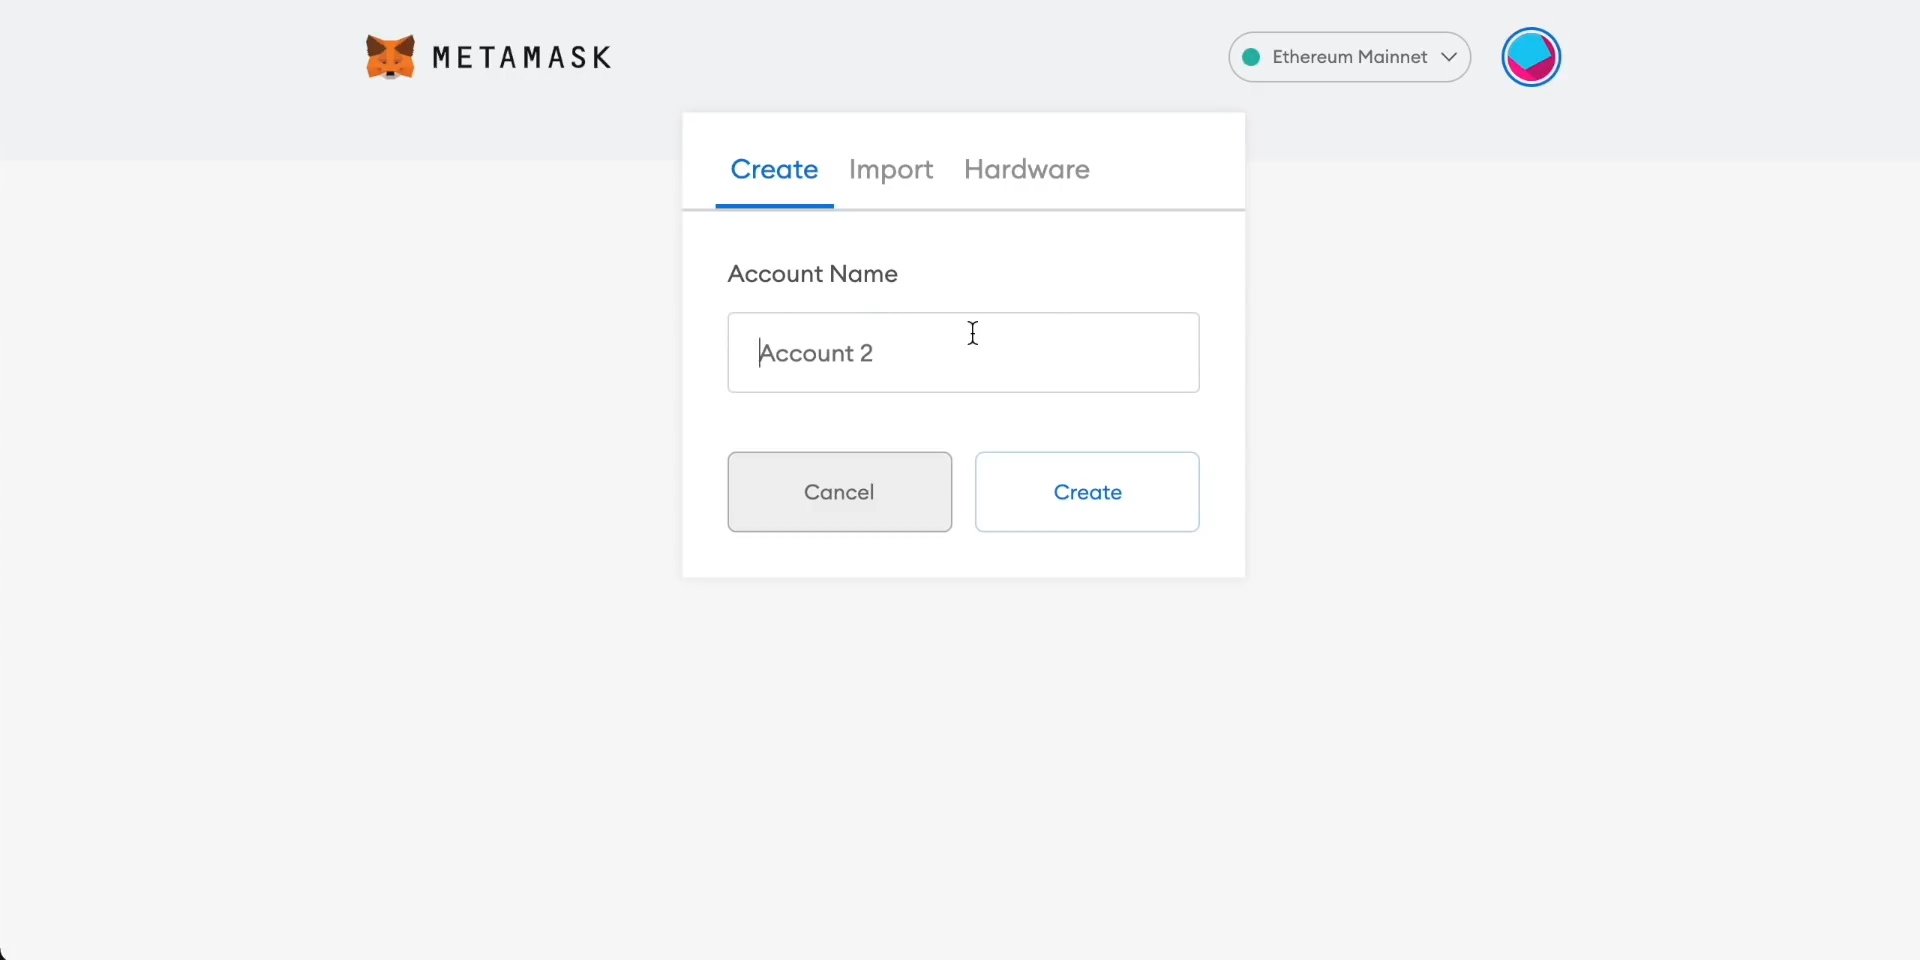 METAMASK
Ethereum Mainnet
Create Import Hardware
Account Name
Account 2
Cancel Create